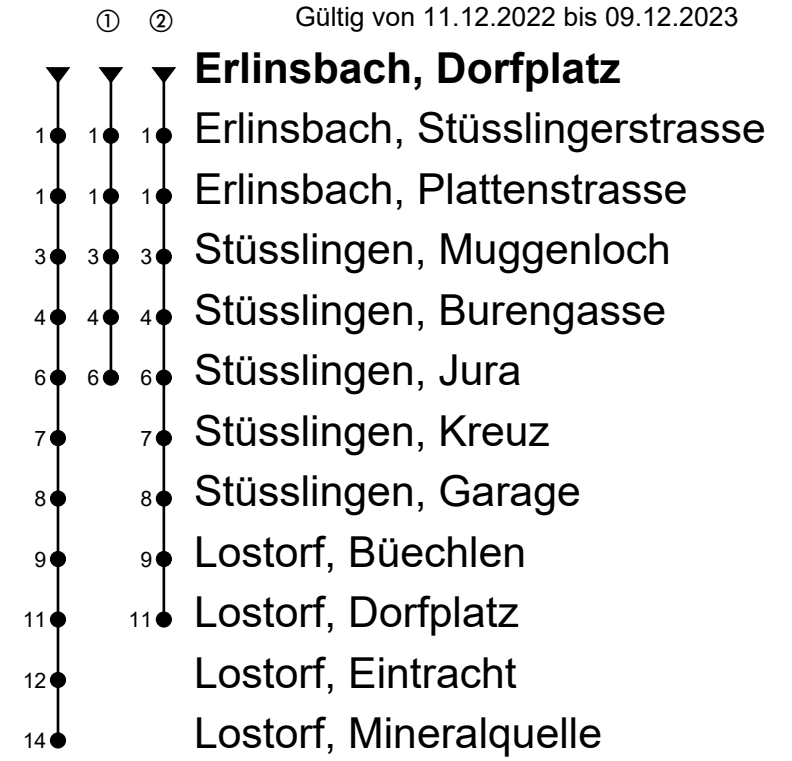 ① ② Gültig von 11.12.2022 bis 09.12.2023
Erlinsbach, Dorfplatz
1 1 1 Erlinsbach, Stüsslingerstrasse
1 1 1 Erlinsbach, Plattenstrasse
3 3 3 Stüsslingen, Muggenloch
4 4 4 Stüsslingen, Burengasse
6 6 6 Stüsslingen, Jura
7 7 Stüsslingen, Kreuz
8 8 Stüsslingen, Garage
9 9 Lostorf, Büechlen
11 11 Lostorf, Dorfplatz
12 Lostorf, Eintracht
14 Lostorf, Mineralquelle